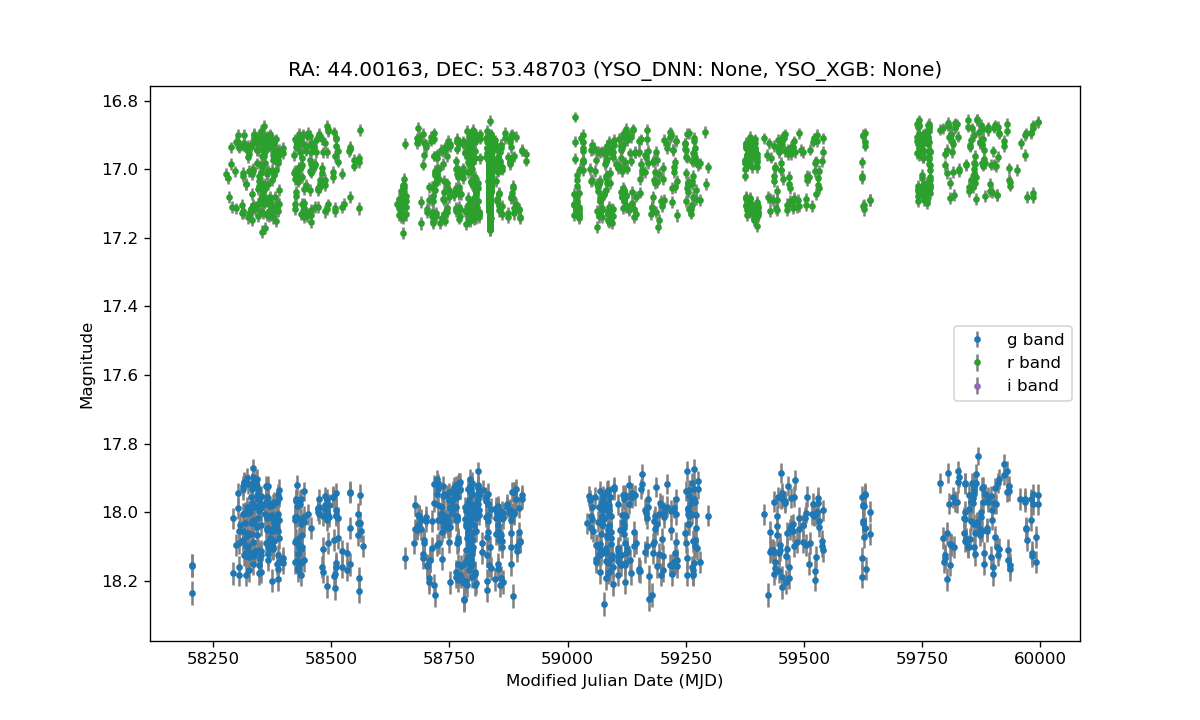 RA: 44.00163, DEC: 53.48703 (YSO_DNN: None, YSO_XGB: None)
16.8
17.0
17.2
17.4
17.6
17.8
18.0
18.2
Magnitude
g band
r band
i band
58250 58500 58750 59000 59250 59500 59750 60000
Modified Julian Date (MJD)